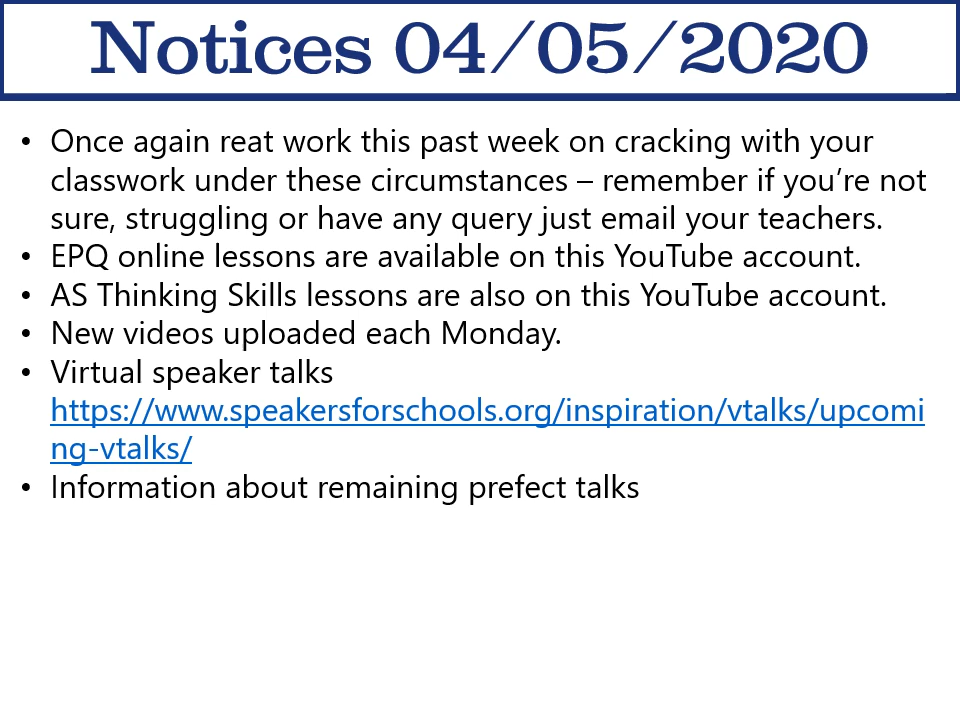 Notices 04/05/2020
• Once again reat work this past week on cracking with your
classwork under these circumstances – remember if you’re not
sure, struggling or have any query just email your teachers.
• EPQ online lessons are available on this YouTube account.
• AS Thinking Skills lessons are also on this YouTube account.
• New videos uploaded each Monday.
• Virtual speaker talks
https://www.speakersforschools.org/inspiration/vtalks/upcomi
ng-vtalks/
• Information about remaining prefect talks